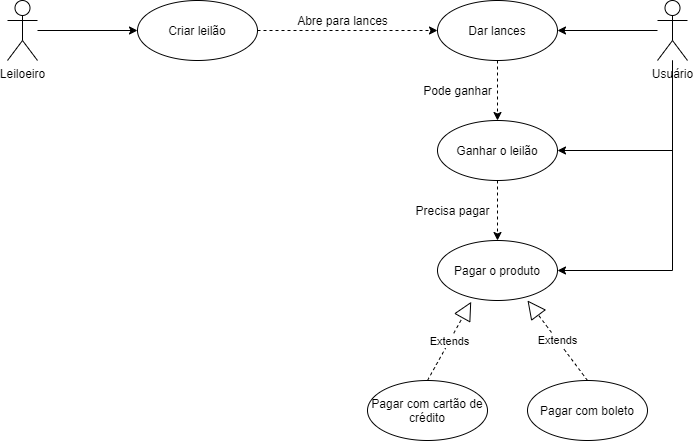 Criar leilão
Abre para lances
Dar lances
Leiloeiro
Usuário
Pode ganhar
Ganhar o leilão
Precisa pagar
Pagar o produto
Extends
Extends
Pagar com cartão de
crédito
Pagar com boleto